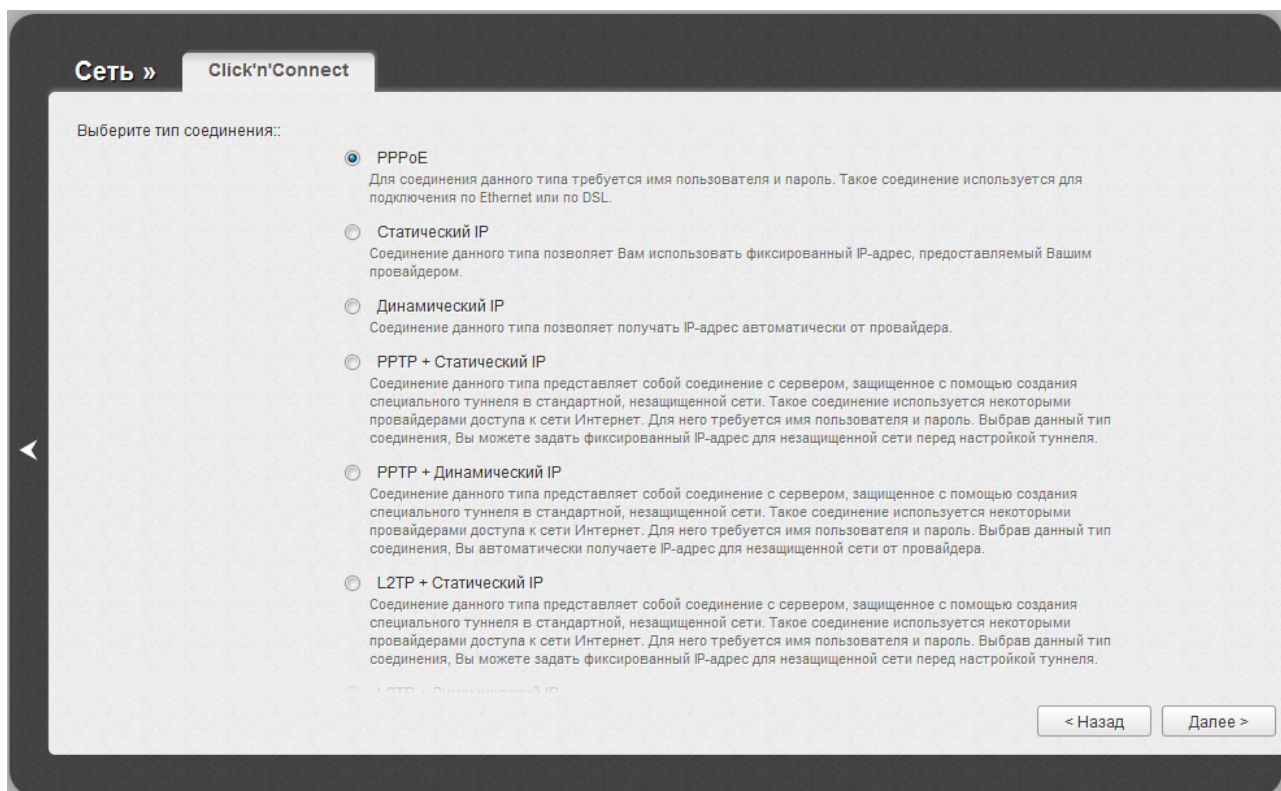 Сеть »
Click'n'Connect
Выберите тип соединения::
PPPoE
Для соединения данного типа требуется имя пользователя и пароль. Такое соединение используется для
подключения по Ethernet или по DSL.
Статический IP
Соединение данного типа позволяет Вам использовать фиксированный IP-адрес, предоставляемый Вашим
провайдером.
Динамический IP
Соединение данного типа позволяет получать IP-адрес автоматически от провайдера.
PPTP + Статический IP
Соединение данного типа представляет собой соединение с сервером, защищенное с помощью создания
специального туннеля в стандартной, незащищенной сети. Такое соединение используется некоторыми
провайдерами доступа к сети Интернет. Для него требуется имя пользователя и пароль. Выбрав данный тип
соединения, Вы можете задать фиксированный IP-адрес для незащищенной сети перед настройкой туннеля.
PPTP + Динамический IP
Соединение данного типа представляет собой соединение с сервером, защищенное с помощью создания
специального туннеля в стандартной, незащищенной сети. Такое соединение используется некоторыми
провайдерами доступа к сети Интернет. Для него требуется имя пользователя и пароль. Выбрав данный тип
соединения, Вы автоматически получаете IP-адрес для незащищенной сети от провайдера.
L2TP + Статический IP
Соединение данного типа представляет собой соединение с сервером, защищенное с помощью создания
специального туннеля в стандартной, незащищенной сети. Такое соединение используется некоторыми
провайдерами доступа к сети Интернет. Для него требуется имя пользователя и пароль. Выбрав данный тип
соединения, Вы можете задать фиксированный IP-адрес для незащищенной сети перед настройкой туннеля.
L2TP + Динамический IP
< Назад
Далее >